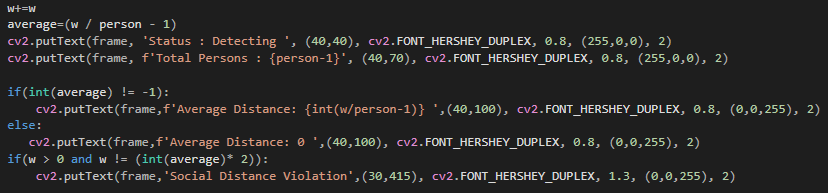 w+=w
average=(w / person - 1)
cv2.putText(frame, 'Status : Detecting ', (40,40), cv2.FONT_HERSHEY_DUPLEX, 0.8, (255,0,0), 2)
cv2.putText(frame, f'Total Persons : {person-1}', (40,70), cv2.FONT_HERSHEY_DUPLEX, 0.8, (255,0,0), 2)
if(int(average) != -1):
cv2.putText(frame,f'Average Distance: {int(w/person-1)} ',(40,100), cv2.FONT_HERSHEY_DUPLEX, 0.8, (0,0,255), 2)
else:
cv2.putText(frame,f'Average Distance: 0 ',(40,100), cv2.FONT_HERSHEY_DUPLEX, 0.8, (0,0,255), 2)
if(w > 0 and w != (int(average)* 2)):
cv2.putText(frame,'Social Distance Violation',(30,415), cv2.FONT_HERSHEY_DUPLEX, 1.3, (0,0,255), 2)